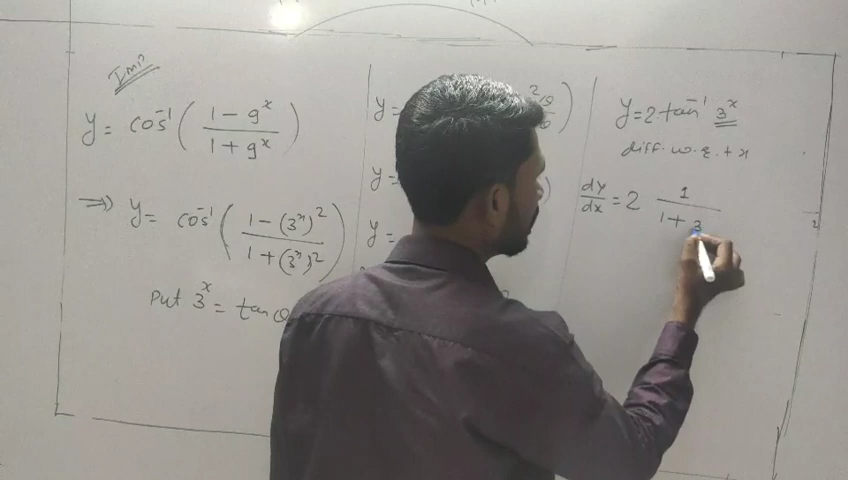 Imp
y = cos⁻¹ ( 1 - 9ˣ / 1 + 9ˣ )
⇒ y = cos⁻¹ ( 1 - (3ˣ)² / 1 + (3ˣ)² )
Put 3ˣ = tan θ
y =
y =
y =
y = 2 tan⁻¹ 3ˣ
diff. w.r.t x
dy/dx = 2 1 / 1 + 3